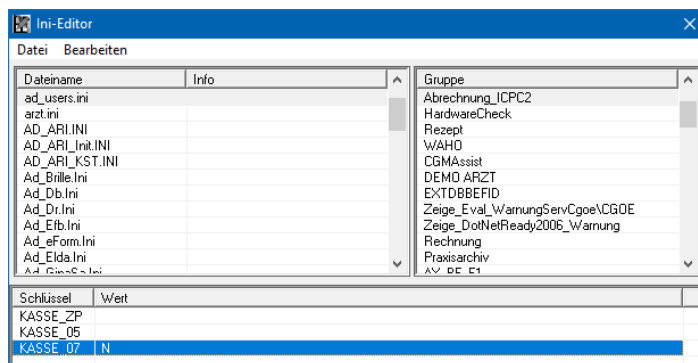 Ini-Editor
Datei Bearbeiten
Dateiname Info
ad_users.ini
arzt.ini
AD_ARI.INI
AD_ARI_Init.INI
AD_ARI_KST.INI
Ad_Brille.Ini
Ad_Db.Ini
Ad_Dr.Ini
Ad_Efb.Ini
Ad_eForm.Ini
Ad_Elda.Ini
Ad_GinaSa.Ini
Gruppe
Abrechnung_ICPC2
HardwareCheck
Rezept
WAHO
CGMAssist
DEMO ARZT
EXTDBBEFID
Zeige_Eval_WarnungServCgoe\CGOE
Zeige_DotNetReady2006_Warnung
Rechnung
Praxisarchiv
Schlüssel Wert
KASSE_ZP
KASSE_05
KASSE_07 N